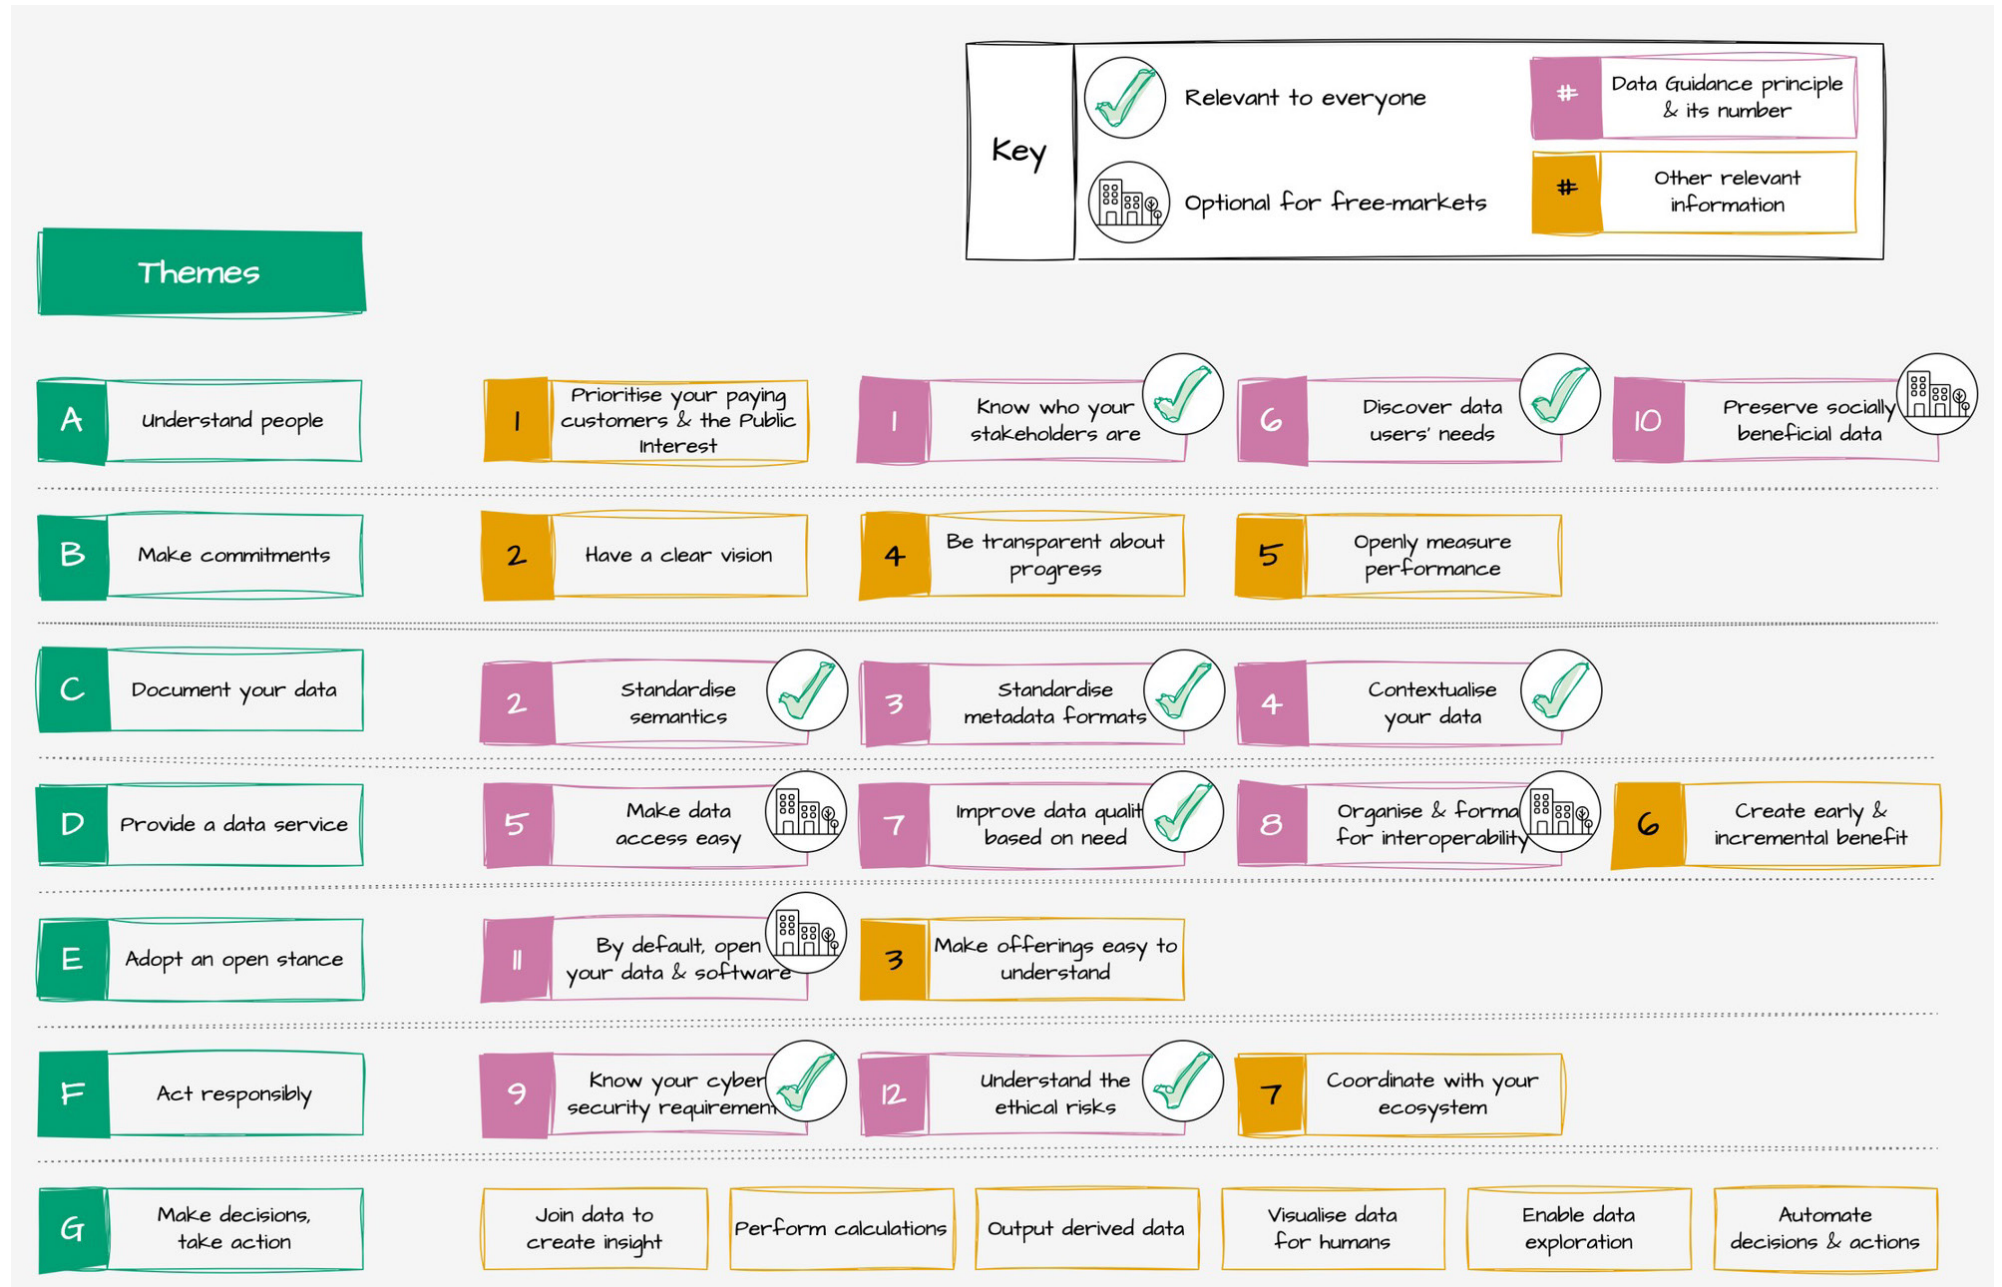 Key
Relevant to everyone
Optional for free-markets
#
Data Guidance principle
& its number
#
Other relevant
information
Themes
A
Understand people
1
Prioritise your paying
customers & the Public
Interest
1
Know who your
stakeholders are
6
Discover data
users' needs
10
Preserve socially
beneficial data
B
Make commitments
2
Have a clear vision
4
Be transparent about
progress
5
Openly measure
performance
C
Document your data
2
Standardise
semantics
3
Standardise
metadata formats
4
Contextualise
your data
D
Provide a data service
5
Make data
access easy
7
Improve data qualit
based on need
8
Organise & forma
for interoperability
6
Create early &
incremental benefit
E
Adopt an open stance
11
By default, open
your data & software
3
Make offerings easy to
understand
F
Act responsibly
9
Know your cyber
security requirement
12
Understand the
ethical risks
7
Coordinate with your
ecosystem
G
Make decisions,
take action
Join data to
create insight
Perform calculations
Output derived data
Visualise data
for humans
Enable data
exploration
Automate
decisions & actions